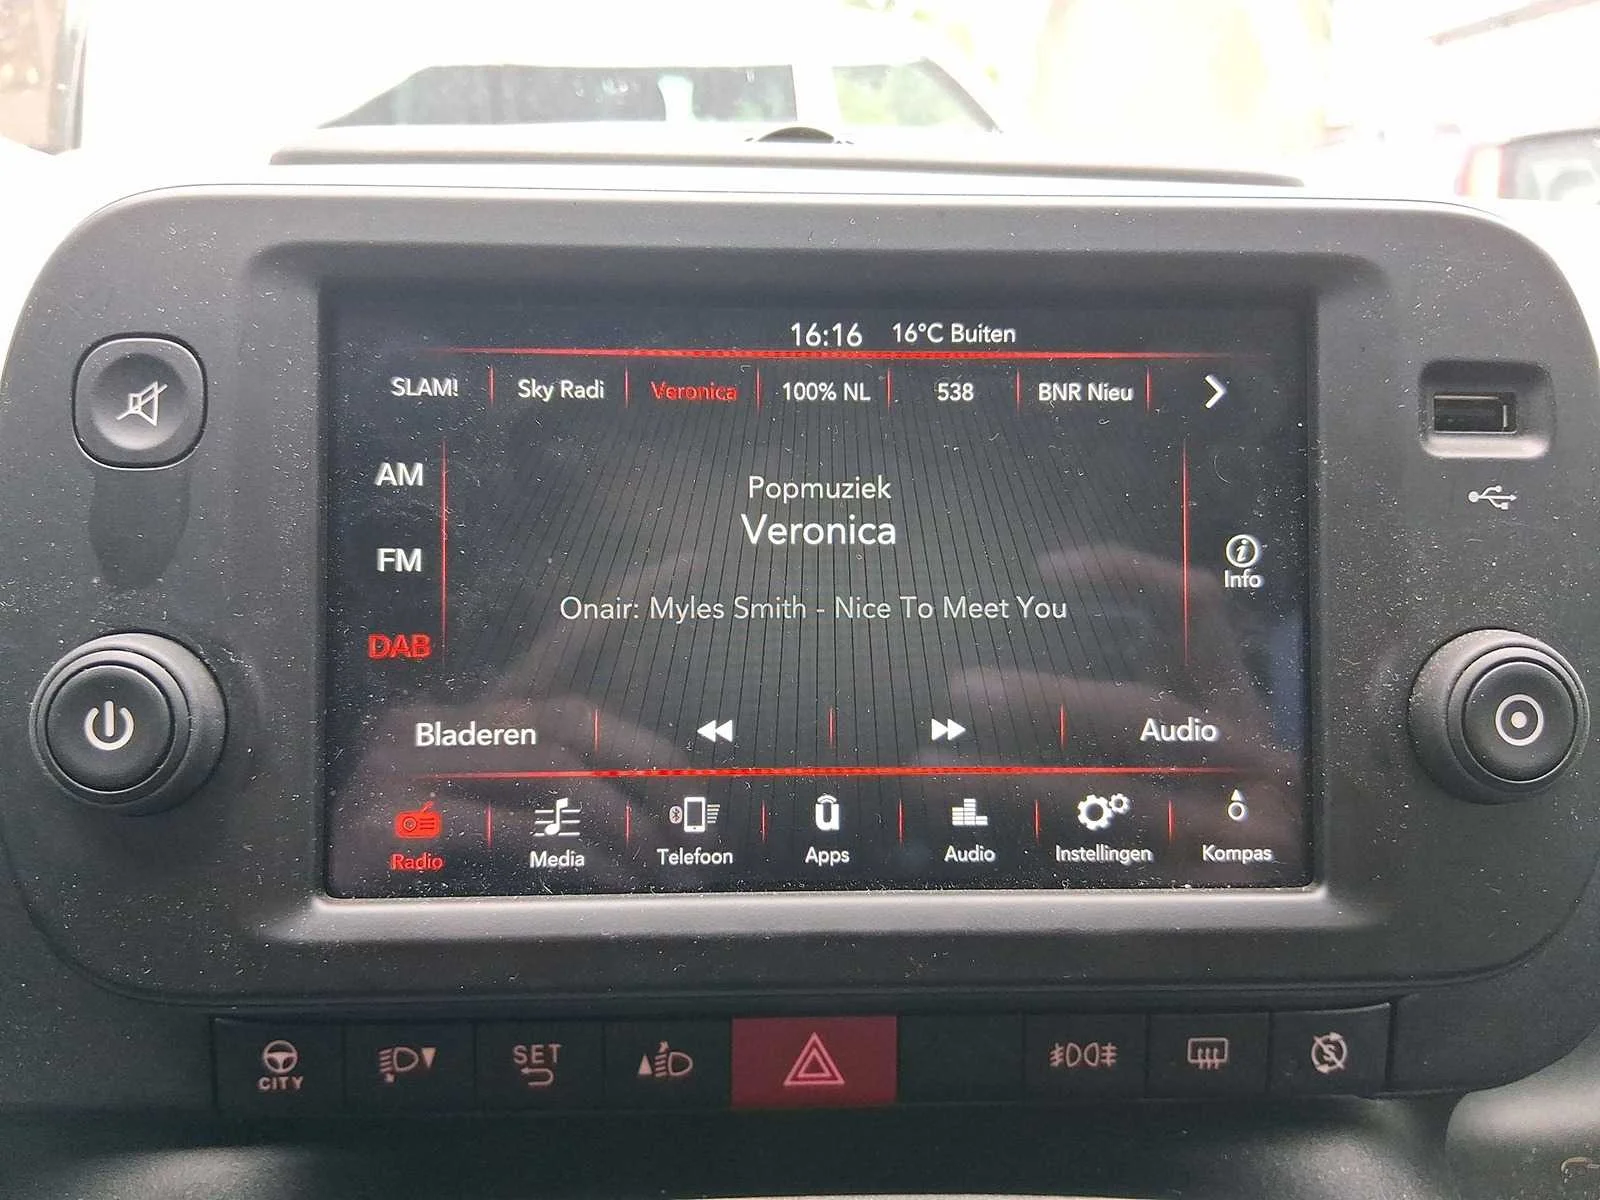 16:16 16°C Buiten
SLAM! Sky Radi Veronica 100% NL 538 BNR Nieu
AM
Popmuziek
Veronica
FM
Info
Onair: Myles Smith - Nice To Meet You
DAB
Bladeren Audio
Radio Media Telefoon Apps Audio Instellingen Kompas
CITY SET